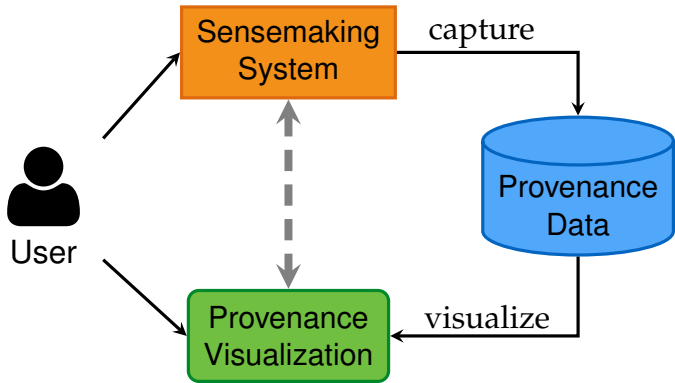 Sensemaking
System
capture
Provenance
Data
User
Provenance
Visualization
visualize